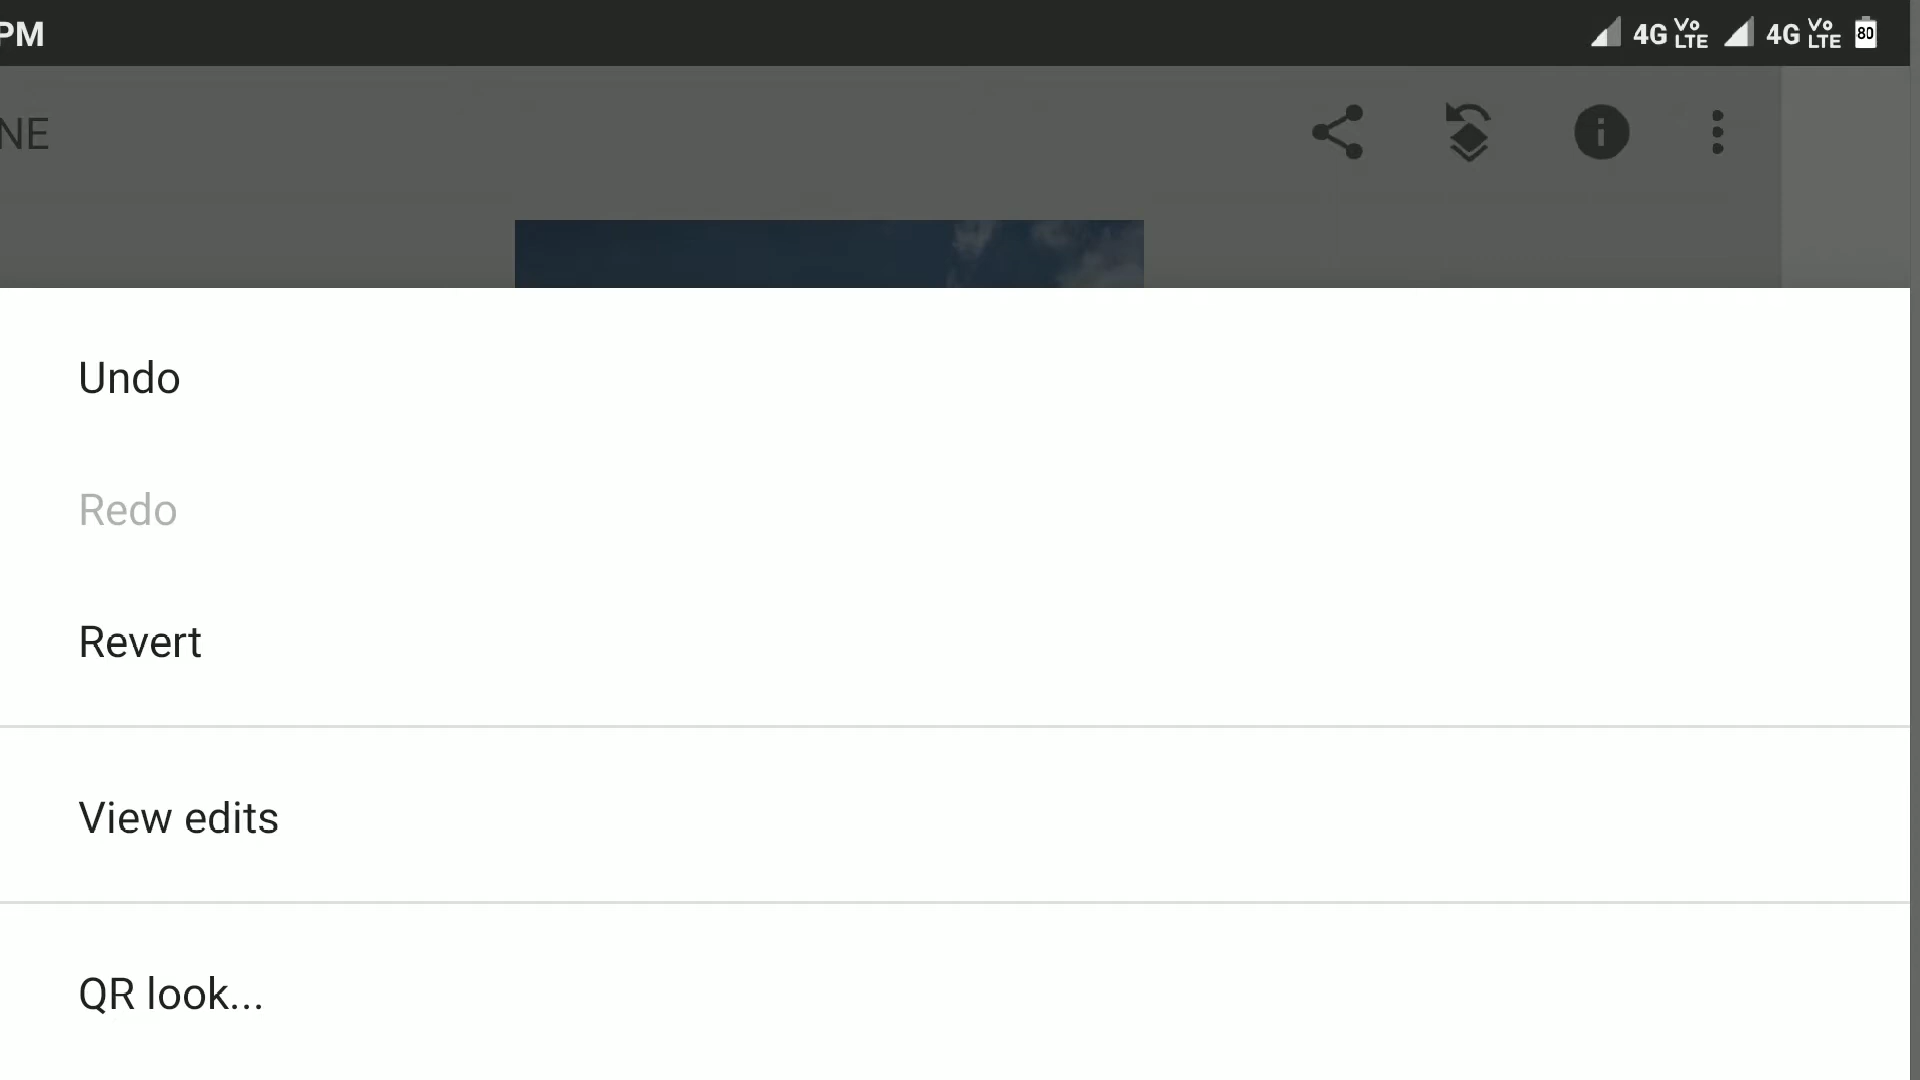 PM 4G Vo LTE 4G Vo LTE 80
NE
Undo
Redo
Revert
View edits
QR look...